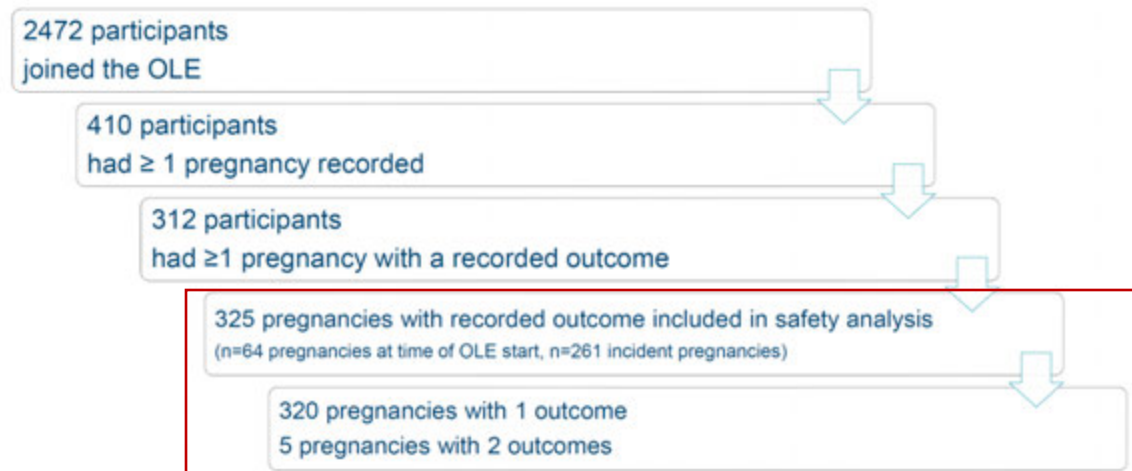 2472 participants
joined the OLE
410 participants
had ≥ 1 pregnancy recorded
312 participants
had ≥1 pregnancy with a recorded outcome
325 pregnancies with recorded outcome included in safety analysis
(n=64 pregnancies at time of OLE start, n=261 incident pregnancies)
320 pregnancies with 1 outcome
5 pregnancies with 2 outcomes